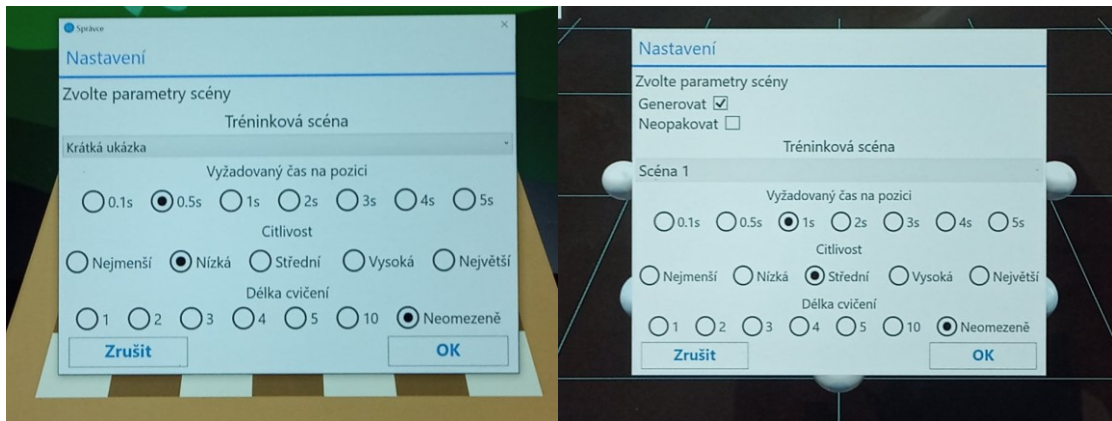 Správce
Nastavení
Zvolte parametry scény
Tréninková scéna
Krátká ukázka
Vyžadovaný čas na pozici
0.1s 0.5s 1s 2s 3s 4s 5s
Citlivost
Nejmenší Nízká Střední Vysoká Největší
Délka cvičení
1 2 3 4 5 10 Neomezeně
Zrušit OK
Nastavení
Zvolte parametry scény
Generovat
Neopakovat
Tréninková scéna
Scéna 1
Vyžadovaný čas na pozici
0.1s 0.5s 1s 2s 3s 4s 5s
Citlivost
Nejmenší Nízká Střední Vysoká Největší
Délka cvičení
1 2 3 4 5 10 Neomezeně
Zrušit OK